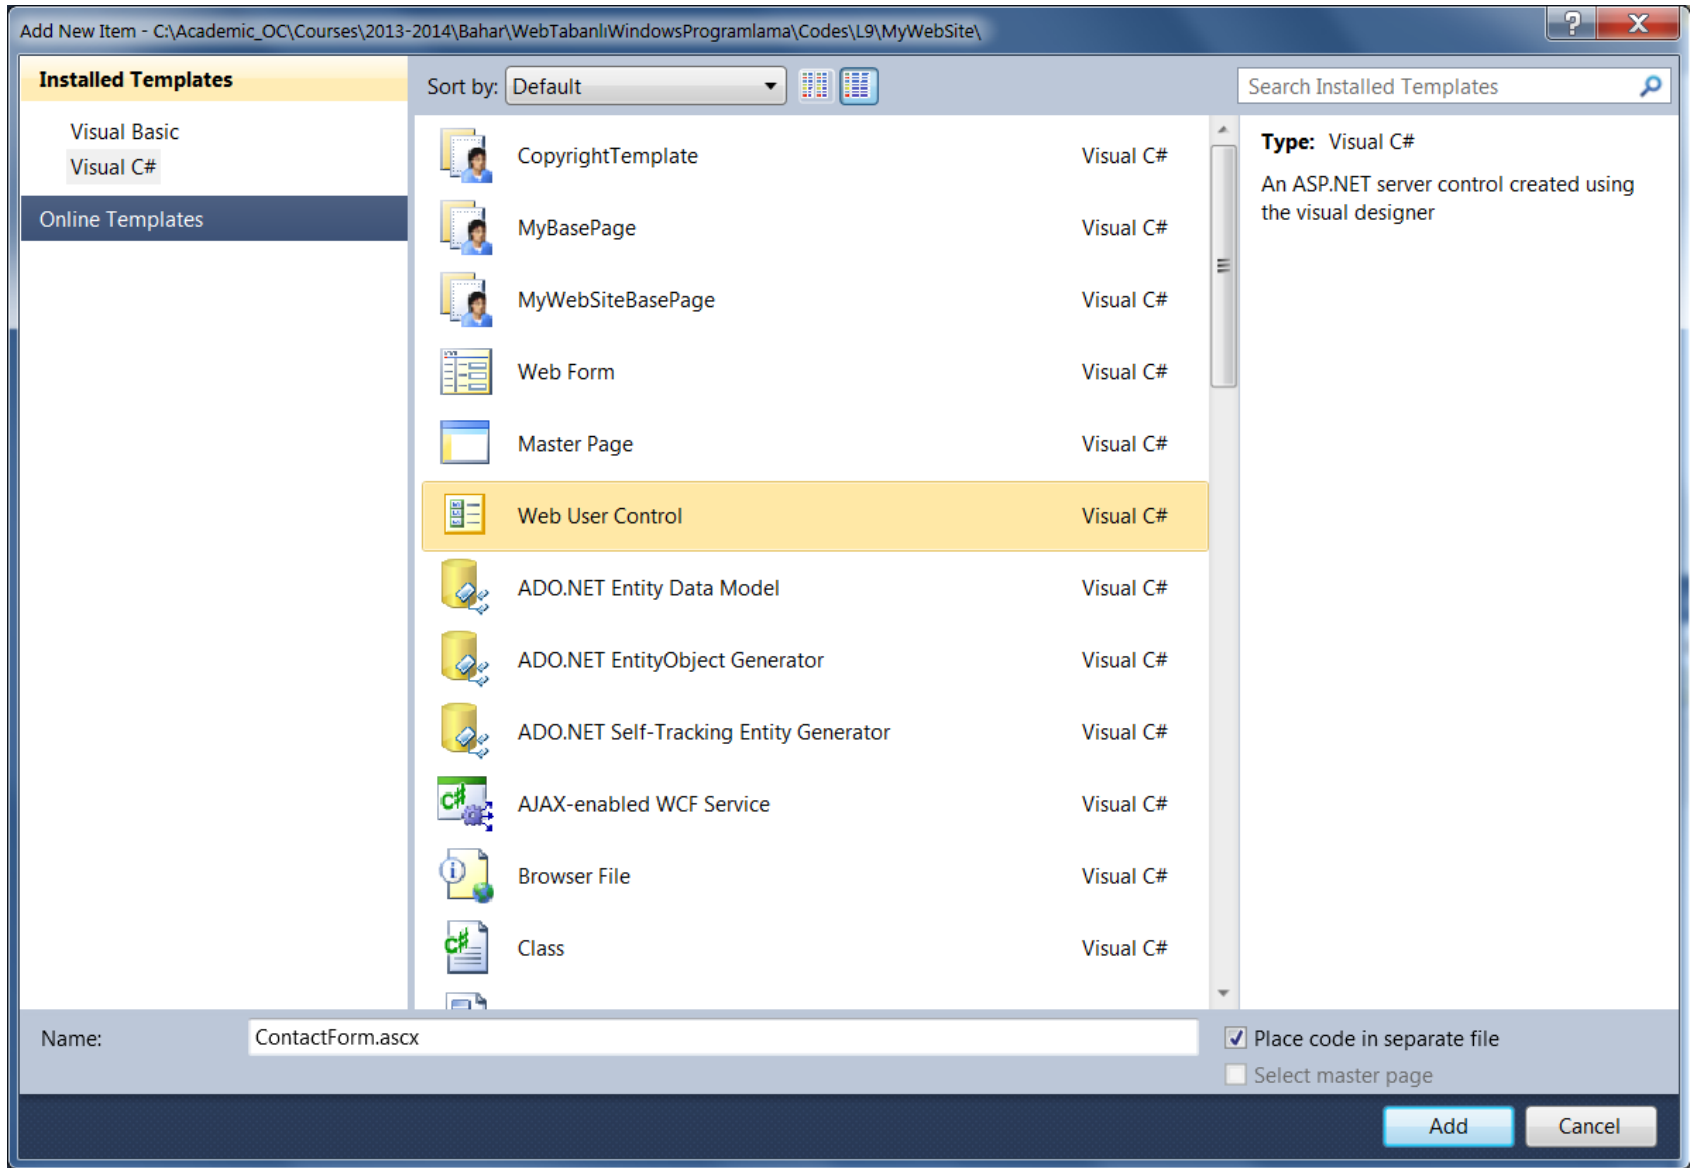 Add New Item - C:\Academic_OC\Courses\2013-2014\Bahar\WebTabanlıWindowsProgramlama\Codes\L9\MyWebSite\
Installed Templates
Visual Basic
Visual C#
Online Templates
Sort by: Default
Search Installed Templates
CopyrightTemplate Visual C#
MyBasePage Visual C#
MyWebSiteBasePage Visual C#
Web Form Visual C#
Master Page Visual C#
Web User Control Visual C#
ADO.NET Entity Data Model Visual C#
ADO.NET EntityObject Generator Visual C#
ADO.NET Self-Tracking Entity Generator Visual C#
AJAX-enabled WCF Service Visual C#
Browser File Visual C#
Class Visual C#
Type: Visual C#
An ASP.NET server control created using
the visual designer
Name: ContactForm.ascx
Place code in separate file
Select master page
Add Cancel